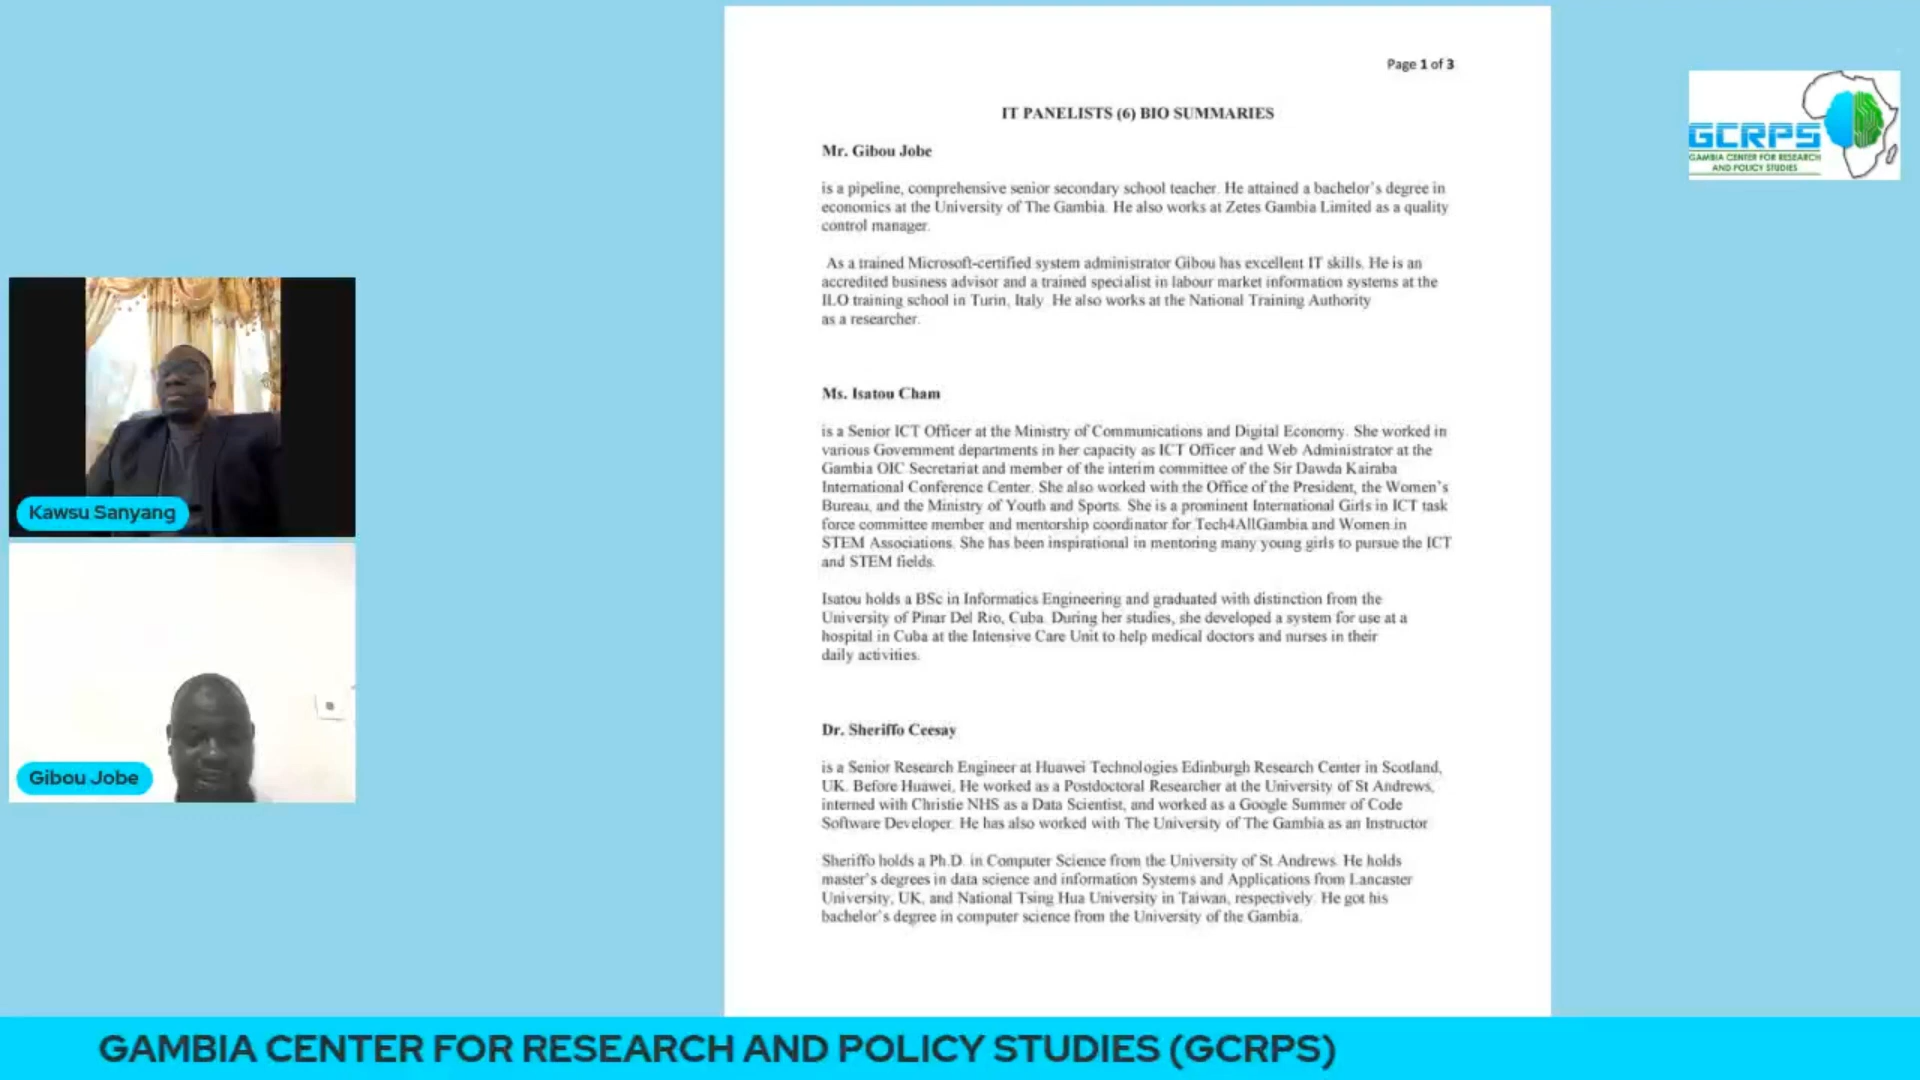 Page 1 of 3
IT PANELISTS (6) BIO SUMMARIES
Mr. Gibou Jobe
is a pipeline, comprehensive senior secondary school teacher. He attained a bachelor's degree in
economics at the University of The Gambia. He also works at Zetes Gambia Limited as a quality
control manager.
As a trained Microsoft-certified system administrator Gibou has excellent IT skills. He is an
accredited business advisor and a trained specialist in labour market information systems at the
ILO training school in Turin, Italy. He also works at the National Training Authority
as a researcher.
Ms. Isatou Cham
is a Senior ICT Officer at the Ministry of Communications and Digital Economy. She worked in
various Government departments in her capacity as ICT Officer and Web Administrator at the
Gambia OIC Secretariat and member of the interim committee of the Sir Dawda Kairaba
International Conference Center. She also worked with the Office of the President, the Women's
Bureau, and the Ministry of Youth and Sports. She is a prominent International Girls in ICT task
force committee member and mentorship coordinator for Tech4AllGambia and Women in
STEM Associations. She has been inspirational in mentoring many young girls to pursue the ICT
and STEM fields.
Isatou holds a BSc in Informatics Engineering and graduated with distinction from the
University of Pinar Del Rio, Cuba. During her studies, she developed a system for use at a
hospital in Cuba at the Intensive Care Unit to help medical doctors and nurses in their
daily activities.
Dr. Sheriffo Ceesay
is a Senior Research Engineer at Huawei Technologies Edinburgh Research Center in Scotland,
UK. Before Huawei, He worked as a Postdoctoral Researcher at the University of St Andrews,
interned with Christie NHS as a Data Scientist, and worked as a Google Summer of Code
Software Developer. He has also worked with The University of The Gambia as an Instructor
Sheriffo holds a Ph.D. in Computer Science from the University of St Andrews. He holds
master's degrees in data science and information Systems and Applications from Lancaster
University, UK, and National Tsing Hua University in Taiwan, respectively. He got his
bachelor's degree in computer science from the University of the Gambia.
GCRPS
GAMBIA CENTER FOR RESEARCH
AND POLICY STUDIES
Kawsu Sanyang
Gibou Jobe
GAMBIA CENTER FOR RESEARCH AND POLICY STUDIES (GCRPS)